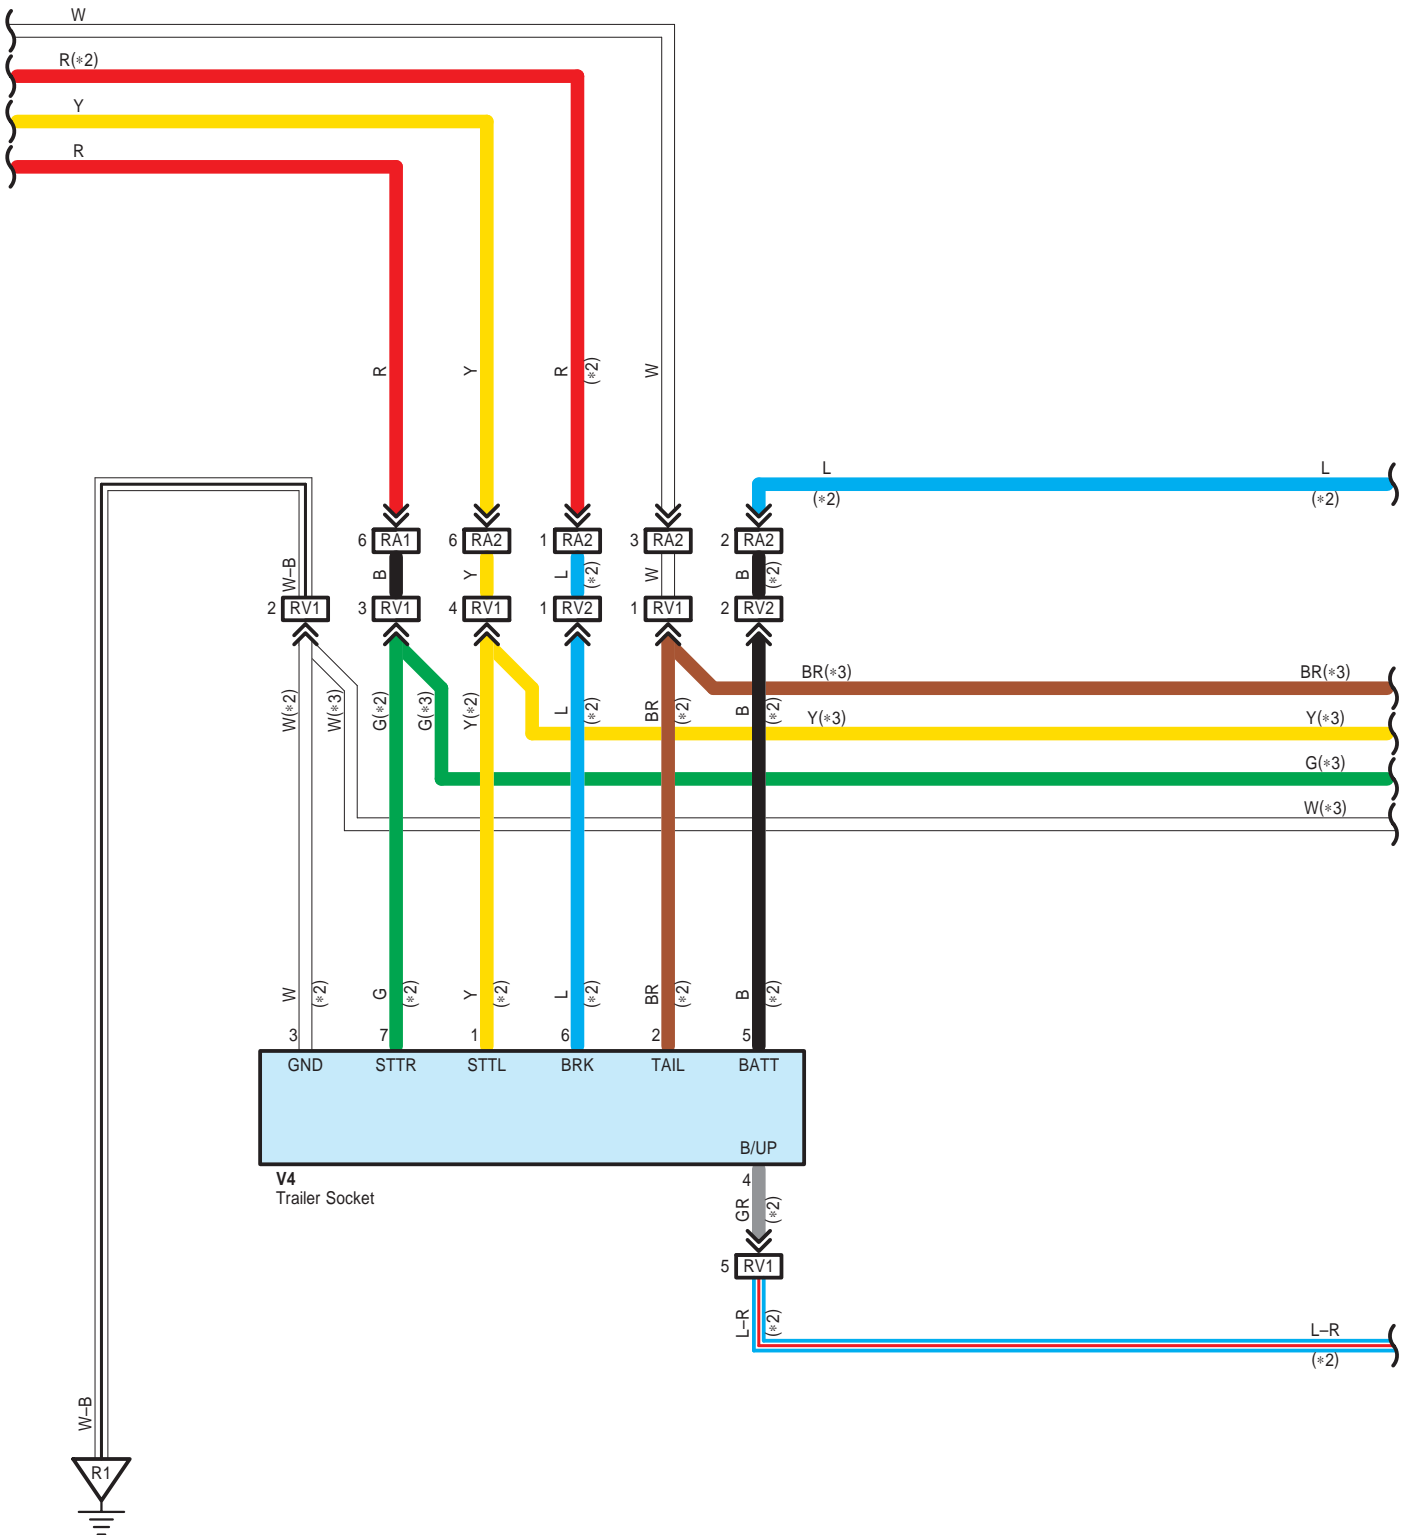 W
R(*2)
Y
R
R
Y
R
(*2)
W
L
(*2)
L
(*2)
6 RA1
6 RA2
1 RA2
3 RA2
2 RA2
W–B
B
Y
L
(*2)
W
B
(*2)
2 RV1
3 RV1
4 RV1
1 RV2
1 RV1
2 RV2
BR(*3)
BR(*3)
W(*2)
W(*3)
G(*2)
G(*3)
Y(*2)
L
(*2)
BR
(*2)
B
(*2)
Y(*3)
Y(*3)
G(*3)
W(*3)
W
(*2)
G
(*2)
Y
(*2)
L
(*2)
BR
(*2)
B
(*2)
3
7
1
6
2
5
GND
STTR
STTL
BRK
TAIL
BATT
B/UP
V4
Trailer Socket
4
GR
(*2)
5 RV1
L–R
(*2)
L–R
(*2)
W–B
R1